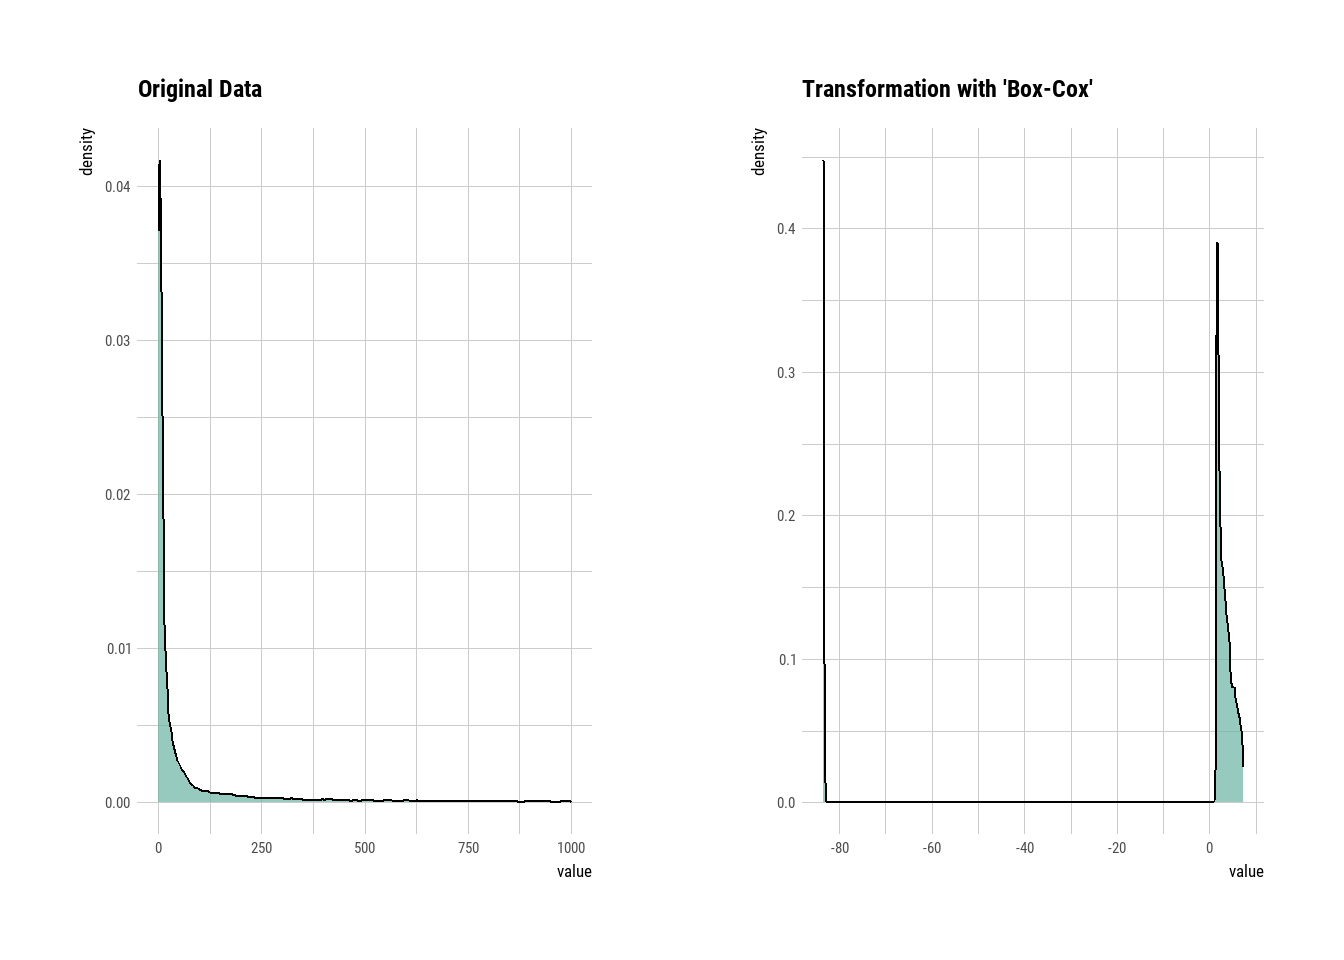 Original Data
density
0.04
0.03
0.02
0.01
0.00
0 250 500 750 1000
value
Transformation with 'Box-Cox'
density
0.4
0.3
0.2
0.1
0.0
-80 -60 -40 -20 0
value